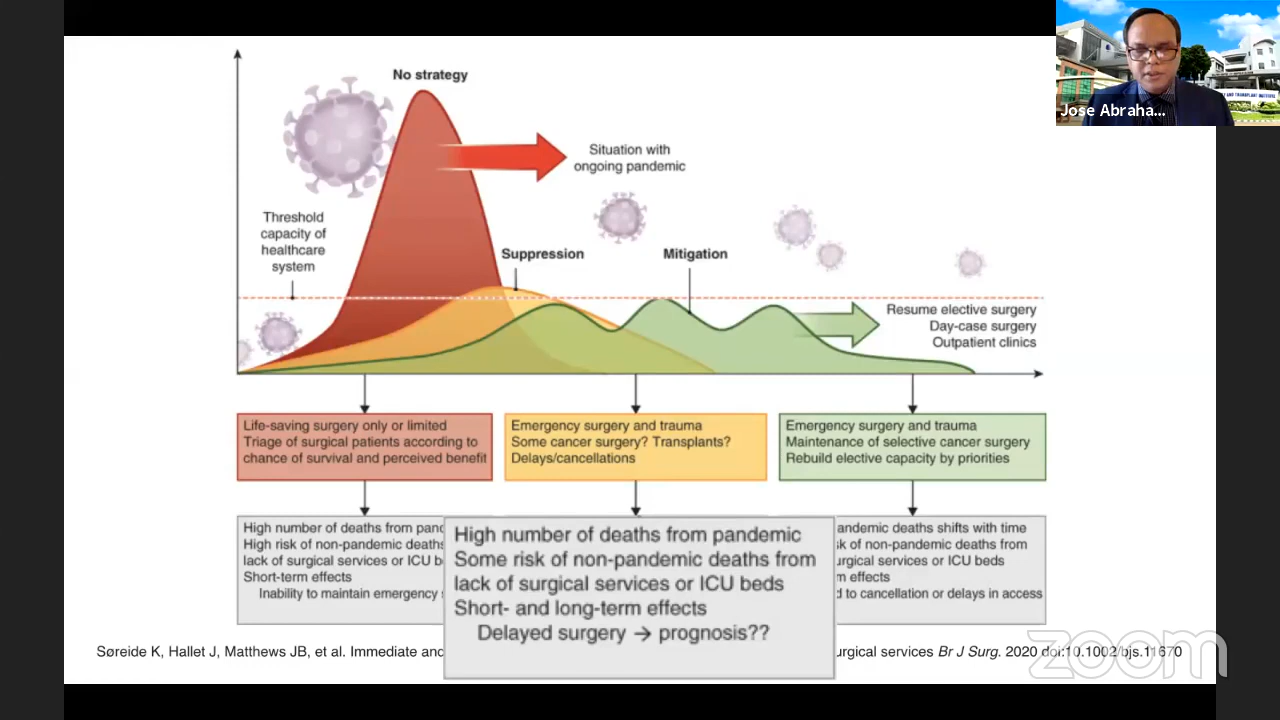 No strategy
Situation with
ongoing pandemic
Threshold
capacity of
healthcare
system
Suppression
Mitigation
Resume elective surgery
Day-case surgery
Outpatient clinics
Life-saving surgery only or limited
Triage of surgical patients according to
chance of survival and perceived benefit
Emergency surgery and trauma
Some cancer surgery? Transplants?
Delays/cancellations
Emergency surgery and trauma
Maintenance of selective cancer surgery
Rebuild elective capacity by priorities
High number of deaths from
High risk of non-pandemic deaths
lack of surgical services or ICU
Short-term effects
Inability to maintain emergency
High number of deaths from pandemic
Some risk of non-pandemic deaths from
lack of surgical services or ICU beds
Short- and long-term effects
Delayed surgery → prognosis??
deaths shifts with time
of non-pandemic deaths from
services or ICU beds
effects
to cancellation or delays in access
Søreide K, Hallet J, Matthews JB, et al. Immediate and
services Br J Surg. 2020 doi:10.1002/bjs.11670
Jose Abraha...
AND TRANSPLANT INSTITUTE
zoom